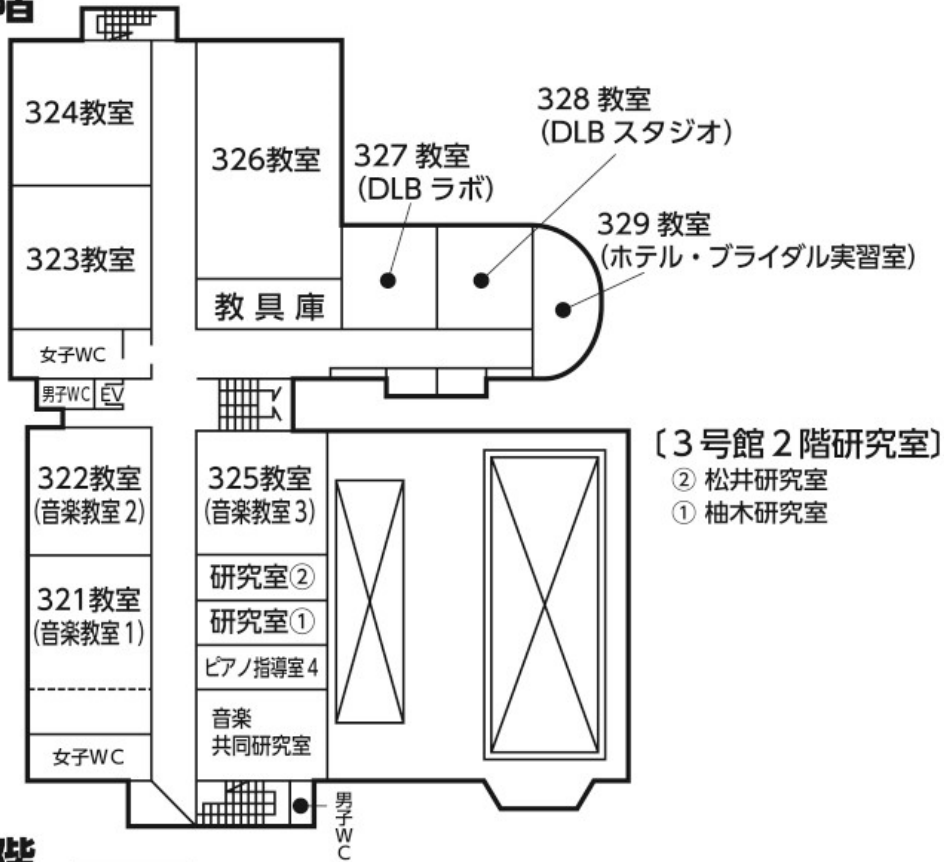 階
324教室
326教室
327 教室
(DLB ラボ)
328 教室
(DLB スタジオ)
329 教室
(ホテル・ブライダル実習室)
323教室
教 具 庫
女子WC
男子WC
EV
322教室
(音楽教室 2)
325教室
(音楽教室 3)
〔3 号館 2 階研究室〕
② 松井研究室
① 柚木研究室
研究室②
321教室
(音楽教室 1)
研究室①
ピアノ指導室 4
音楽
共同研究室
女子WC
男子WC
階